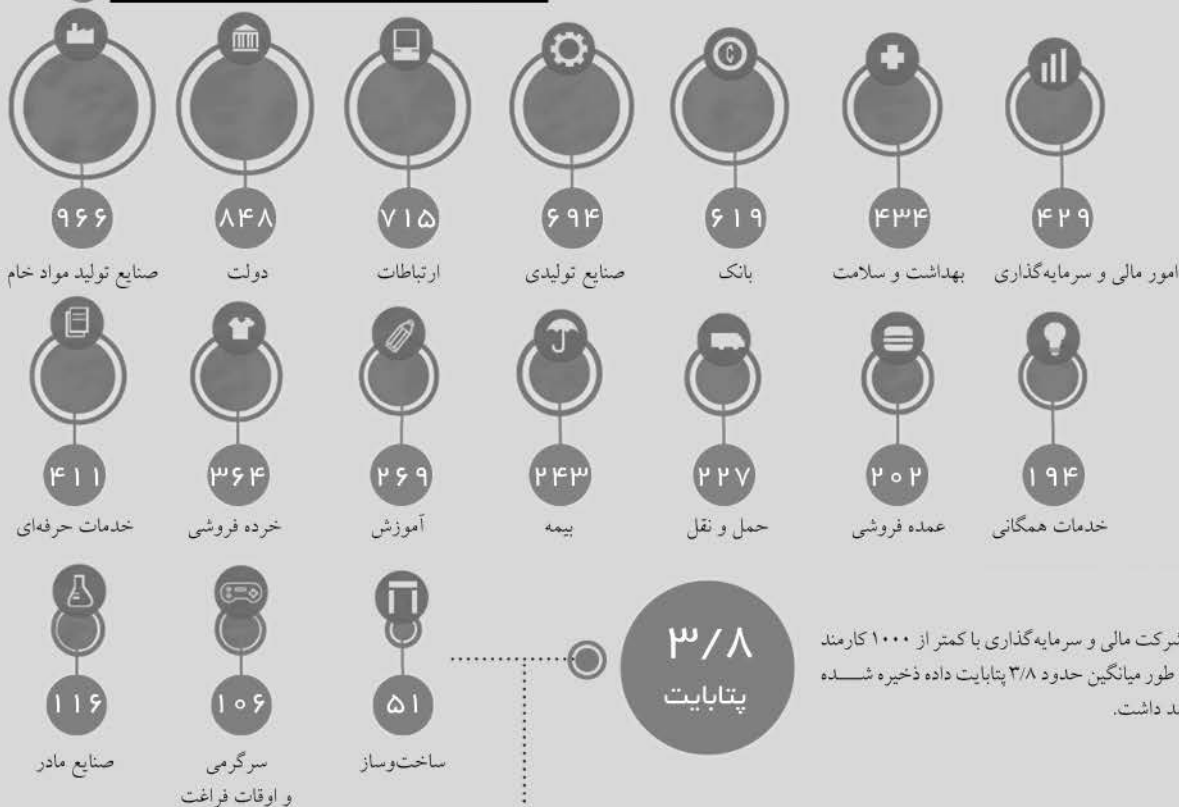 ۹۶۶
صنایع تولید مواد خام
۸۴۸
دولت
۷۱۵
ارتباطات
۶۹۴
صنایع تولیدی
۶۱۹
بانک
۴۳۴
بهداشت و سلامت
۴۲۹
امور مالی و سرمایه‌گذاری
۴۱۱
خدمات حرفه‌ای
۳۶۴
خرده فروشی
۲۶۹
آموزش
۲۴۳
بیمه
۲۲۷
حمل و نقل
۲۰۲
عمده فروشی
۱۹۴
خدمات همگانی
۱۱۶
صنایع مادر
۱۰۶
سرگرمی
و اوقات فراغت
۵۱
ساخت‌وساز
۳/۸
پتابایت
شرکت مالی و سرمایه‌گذاری با کمتر از ۱۰۰۰ کارمند
طور میانگین حدود ۳/۸ پتابایت داده ذخیره شده
داشت.